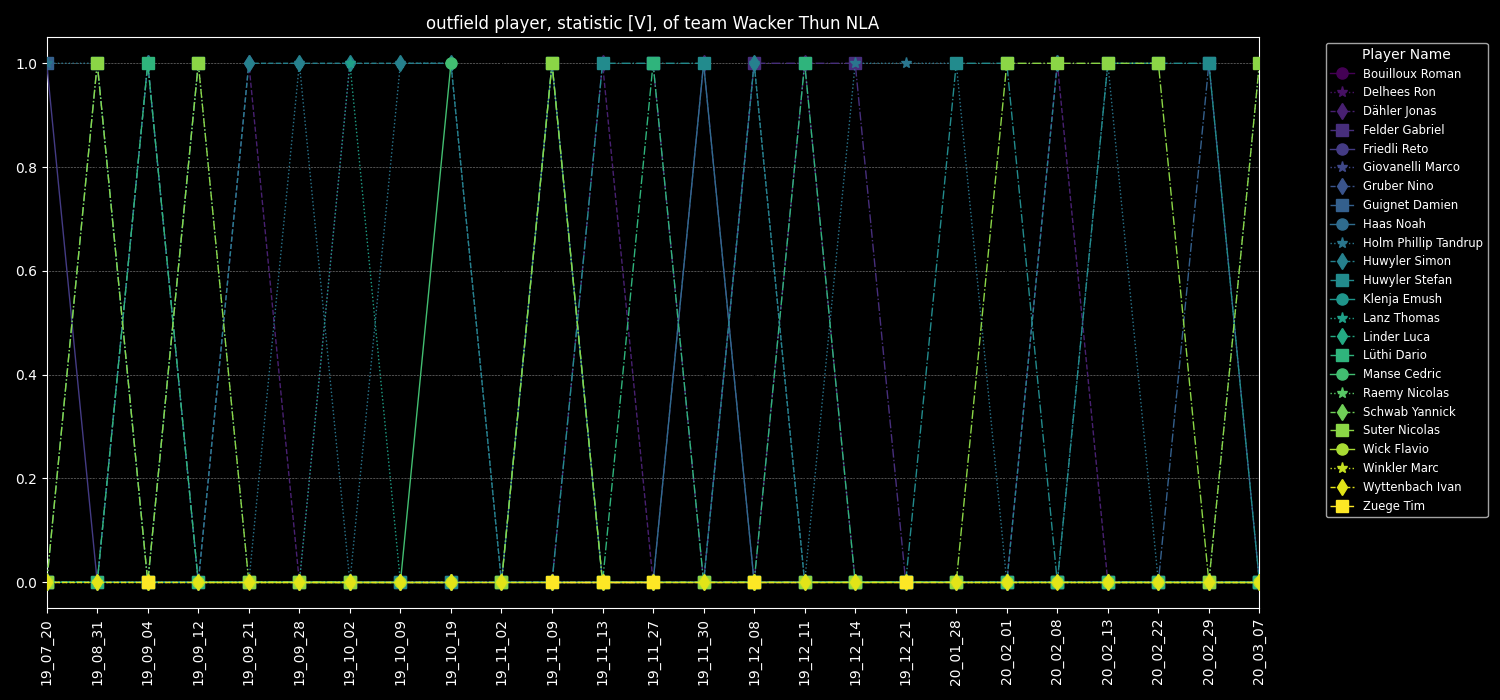 outfield player, statistic [V], of team Wacker Thun NLA
1.0
0.8
0.6
0.4
0.2
0.0
19_07_20
19_08_31
19_09_04
19_09_12
19_09_21
19_09_28
19_10_02
19_10_09
19_10_19
19_11_02
19_11_09
19_11_13
19_11_27
19_11_30
19_12_08
19_12_11
19_12_14
19_12_21
20_01_28
20_02_01
20_02_08
20_02_13
20_02_22
20_02_29
20_03_07
Player Name
Bouilloux Roman
Delhees Ron
Dähler Jonas
Felder Gabriel
Friedli Reto
Giovanelli Marco
Gruber Nino
Guignet Damien
Haas Noah
Holm Phillip Tandrup
Huwyler Simon
Huwyler Stefan
Klenja Emush
Lanz Thomas
Linder Luca
Lüthi Dario
Manse Cedric
Raemy Nicolas
Schwab Yannick
Suter Nicolas
Wick Flavio
Winkler Marc
Wyttenbach Ivan
Zuege Tim